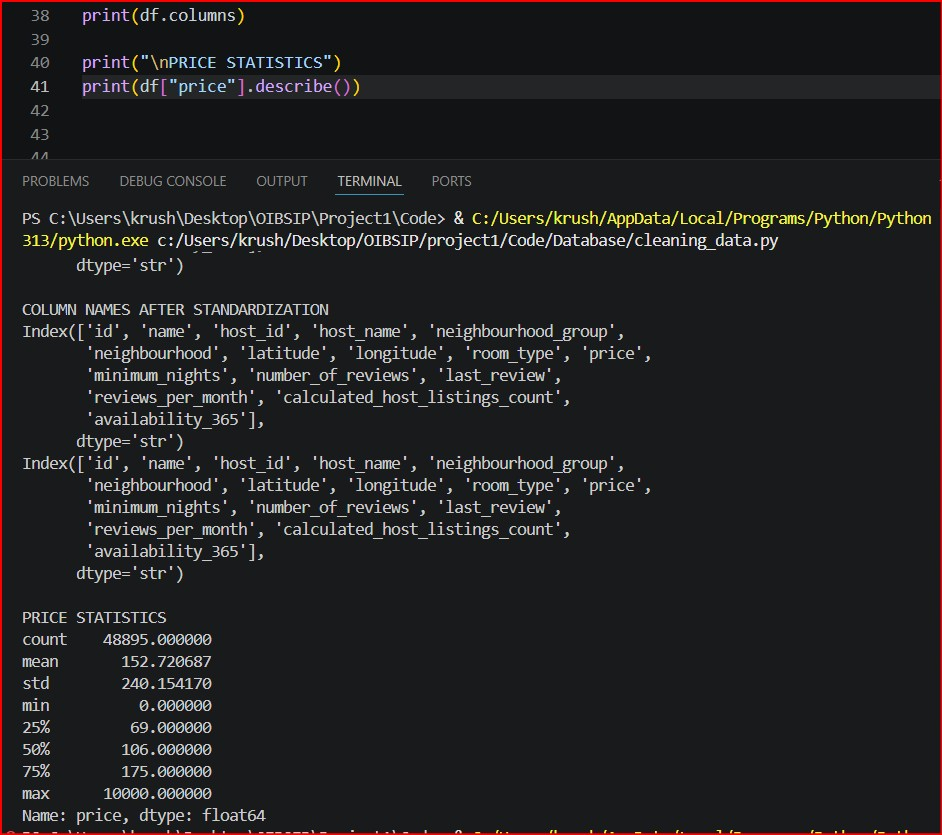 38 print(df.columns)
39
40 print("\nPRICE STATISTICS")
41 print(df["price"].describe())
42
43
44
PROBLEMS DEBUG CONSOLE OUTPUT TERMINAL PORTS
PS C:\Users\krush\Desktop\OIBSIP\Project1\Code> & C:/Users/krush/AppData/Local/Programs/Python/Python
313/python.exe c:/Users/krush/Desktop/OIBSIP/project1/Code/Database/cleaning_data.py
dtype='str')
COLUMN NAMES AFTER STANDARDIZATION
Index(['id', 'name', 'host_id', 'host_name', 'neighbourhood_group',
'neighbourhood', 'latitude', 'longitude', 'room_type', 'price',
'minimum_nights', 'number_of_reviews', 'last_review',
'reviews_per_month', 'calculated_host_listings_count',
'availability_365'],
dtype='str')
Index(['id', 'name', 'host_id', 'host_name', 'neighbourhood_group',
'neighbourhood', 'latitude', 'longitude', 'room_type', 'price',
'minimum_nights', 'number_of_reviews', 'last_review',
'reviews_per_month', 'calculated_host_listings_count',
'availability_365'],
dtype='str')
PRICE STATISTICS
count 48895.000000
mean 152.720687
std 240.154170
min 0.000000
25% 69.000000
50% 106.000000
75% 175.000000
max 10000.000000
Name: price, dtype: float64